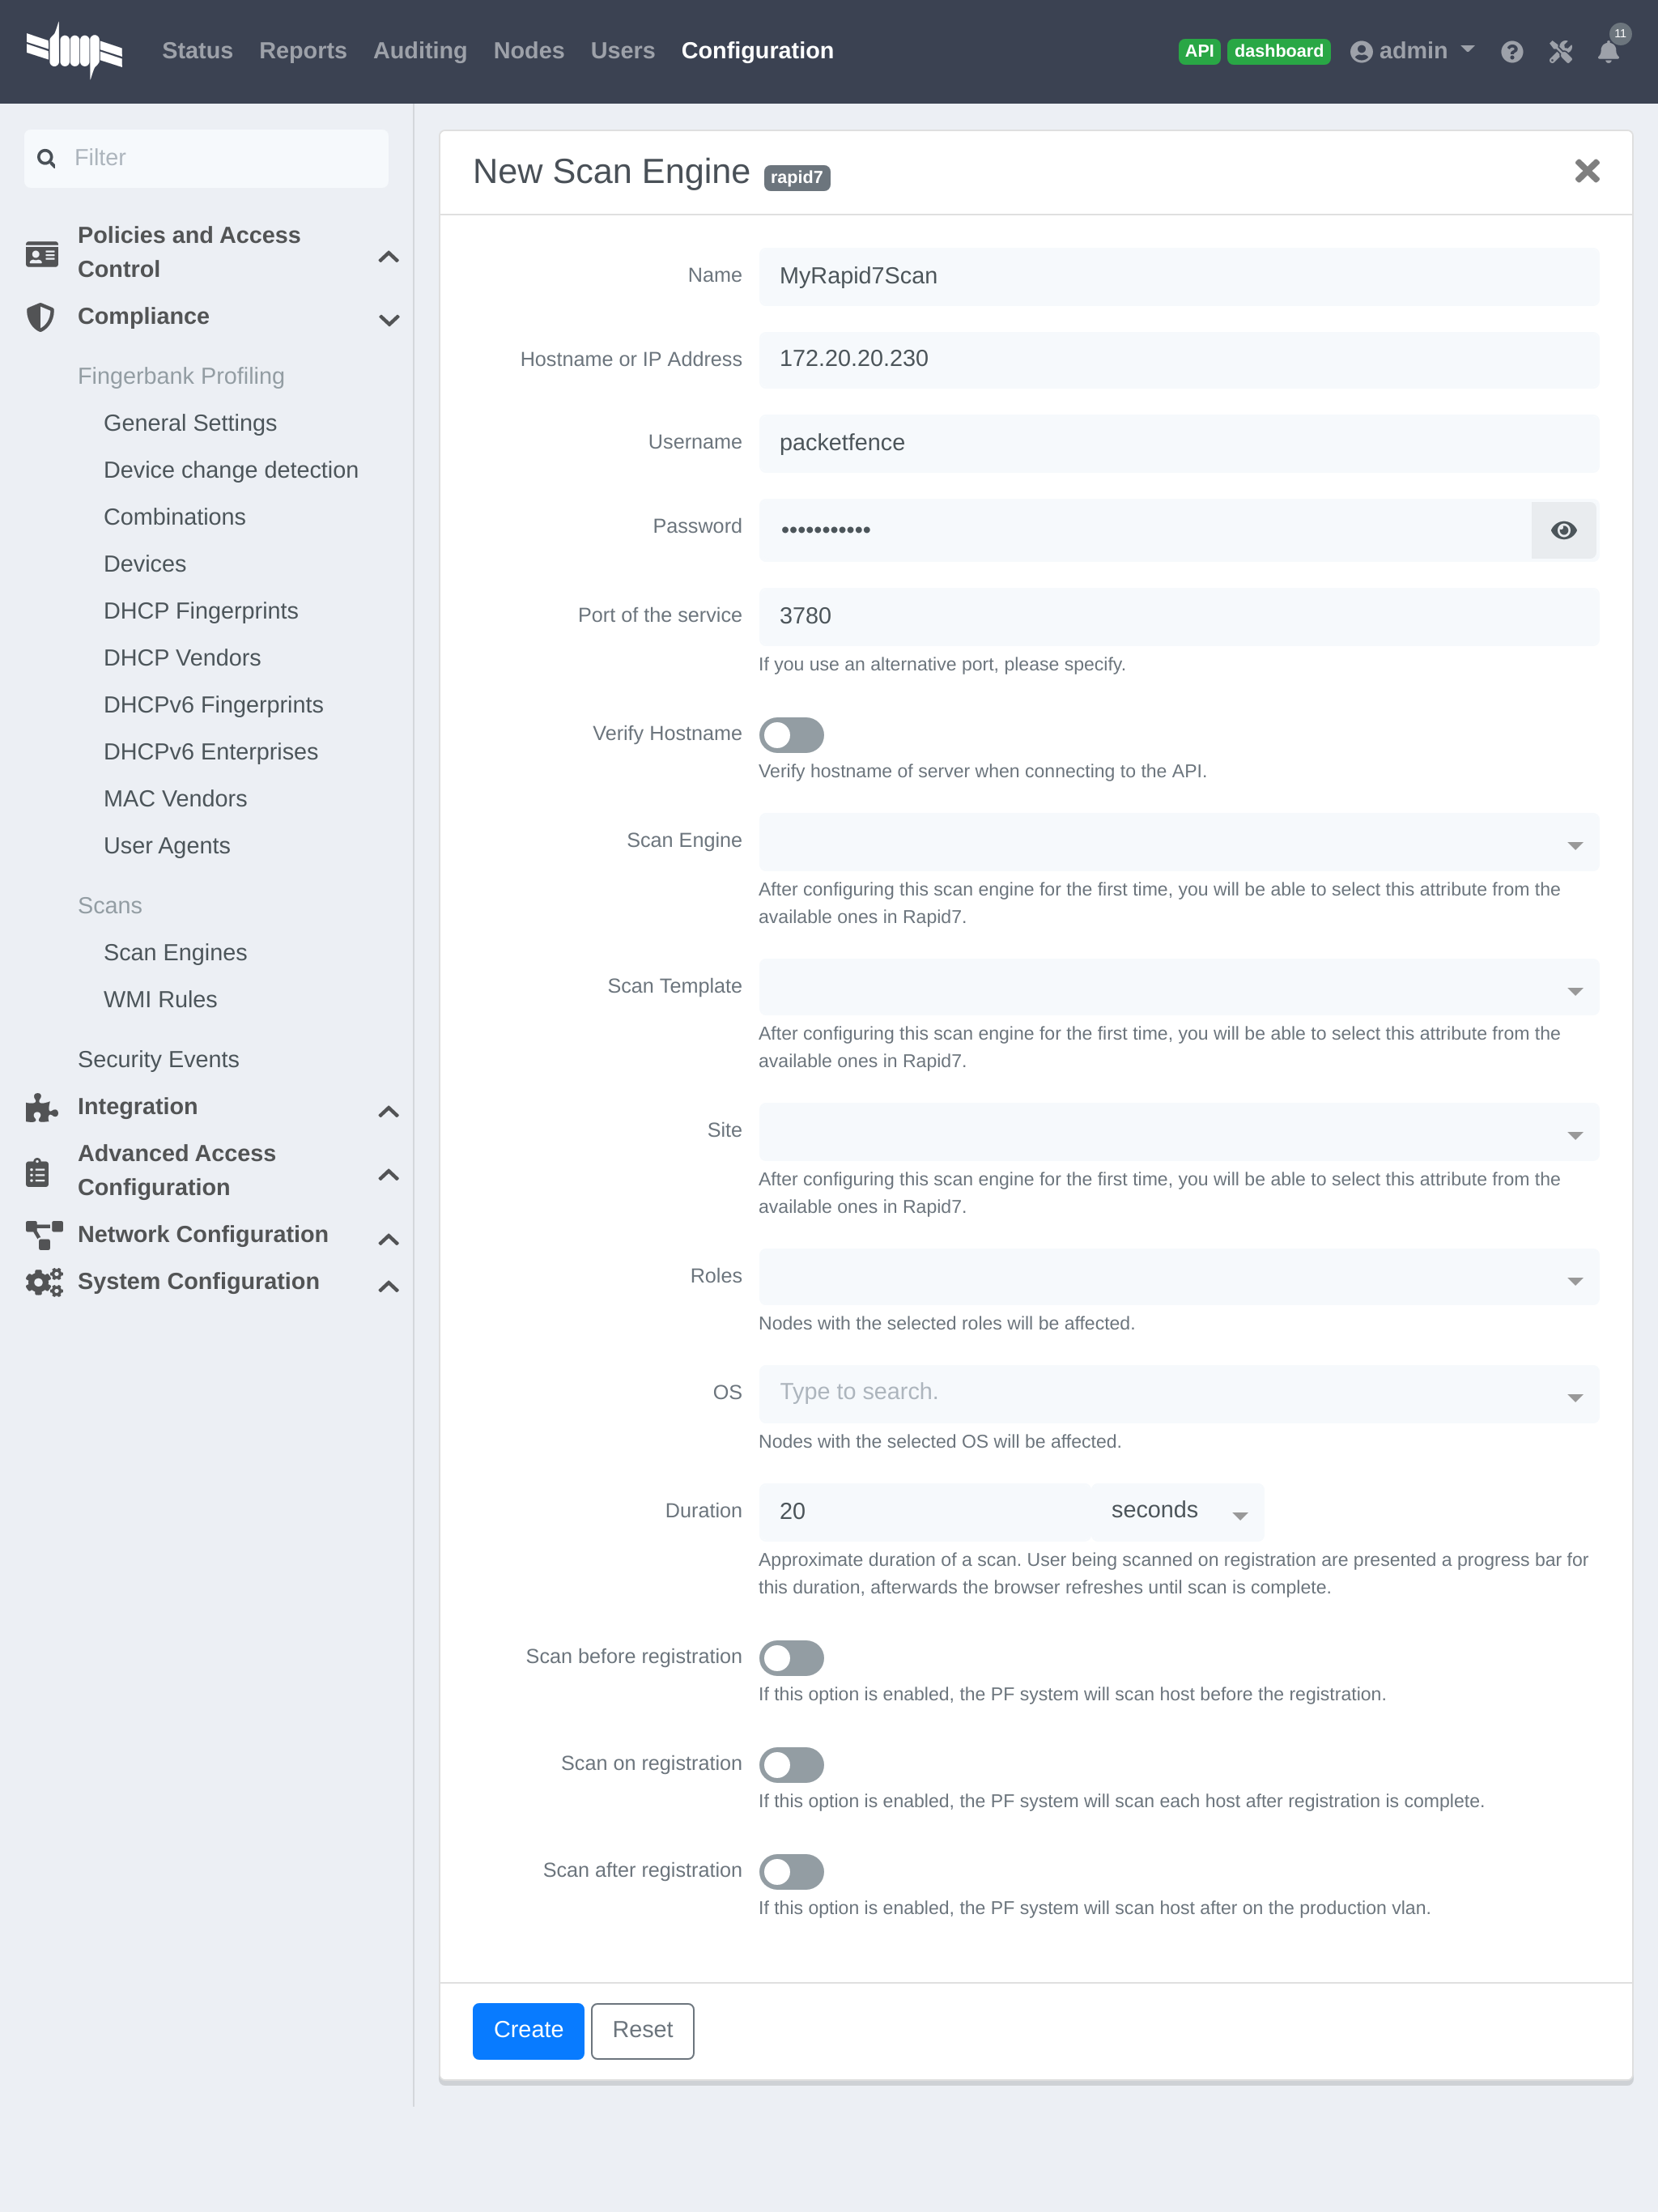 Status Reports Auditing Nodes Users Configuration
API dashboard admin 11
Filter
Policies and Access
Control
Compliance
Fingerbank Profiling
General Settings
Device change detection
Combinations
Devices
DHCP Fingerprints
DHCP Vendors
DHCPv6 Fingerprints
DHCPv6 Enterprises
MAC Vendors
User Agents
Scans
Scan Engines
WMI Rules
Security Events
Integration
Advanced Access
Configuration
Network Configuration
System Configuration
New Scan Engine rapid7
Name MyRapid7Scan
Hostname or IP Address 172.20.20.230
Username packetfence
Password •••••••••••
Port of the service 3780
If you use an alternative port, please specify.
Verify Hostname
Verify hostname of server when connecting to the API.
Scan Engine
After configuring this scan engine for the first time, you will be able to select this attribute from the
available ones in Rapid7.
Scan Template
After configuring this scan engine for the first time, you will be able to select this attribute from the
available ones in Rapid7.
Site
After configuring this scan engine for the first time, you will be able to select this attribute from the
available ones in Rapid7.
Roles
Nodes with the selected roles will be affected.
OS Type to search.
Nodes with the selected OS will be affected.
Duration 20 seconds
Approximate duration of a scan. User being scanned on registration are presented a progress bar for
this duration, afterwards the browser refreshes until scan is complete.
Scan before registration
If this option is enabled, the PF system will scan host before the registration.
Scan on registration
If this option is enabled, the PF system will scan each host after registration is complete.
Scan after registration
If this option is enabled, the PF system will scan host after on the production vlan.
Create Reset